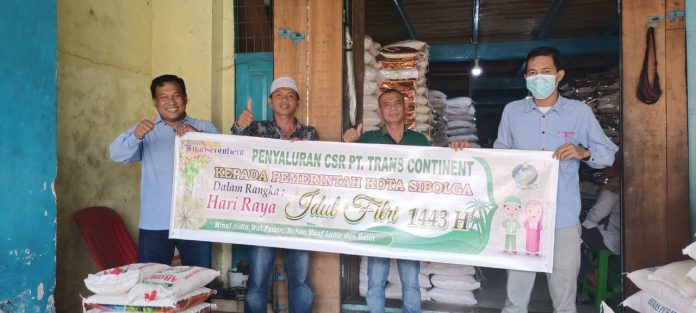 Transcontinent
PENYALURAN CSR PT. TRANS CONTINENT
KEPADA PEMERINTAH KOTA SIBOLGA
Dalam Rangka :
Hari Raya Idul Fitri 1443 H
Minal Aidin, Wal Faizin, Mohon Maaf Lahir dan Batin